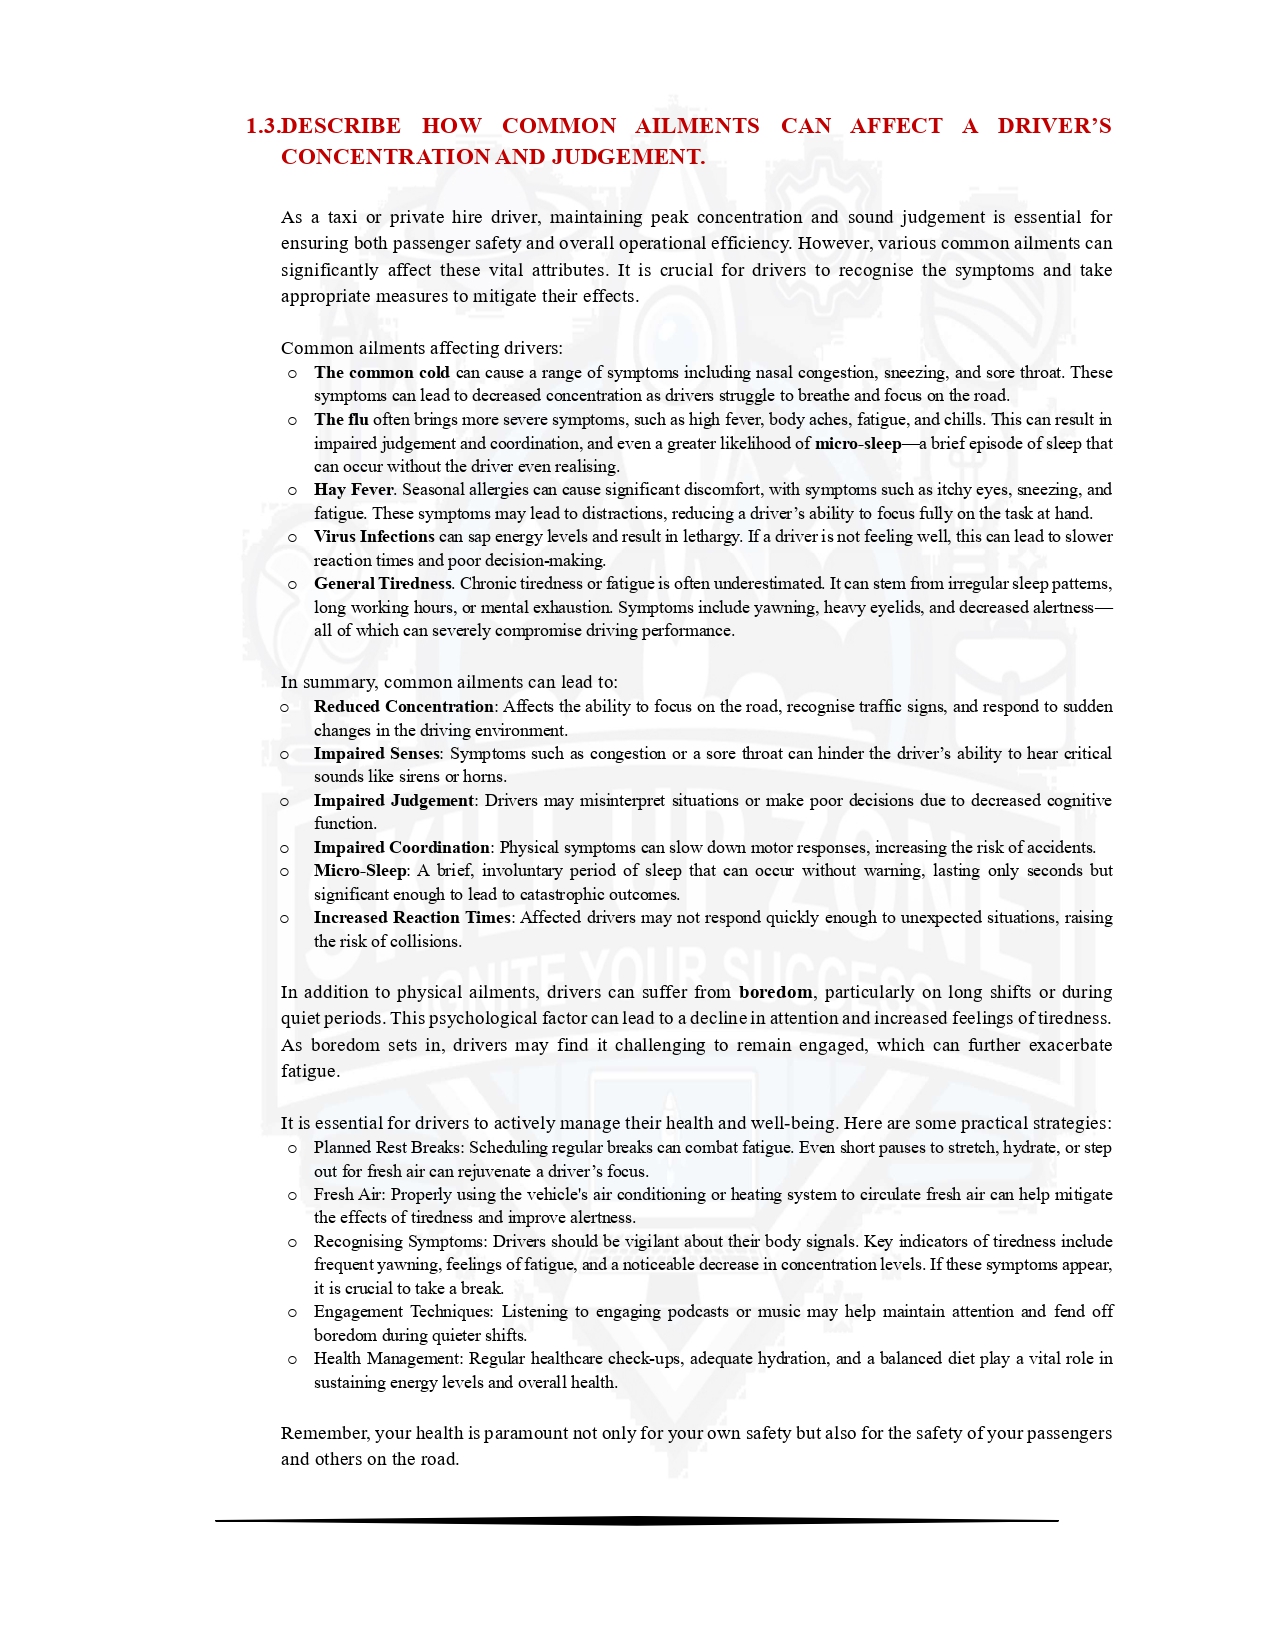 1.3.DESCRIBE HOW COMMON AILMENTS CAN AFFECT A DRIVER’S
CONCENTRATION AND JUDGEMENT.
As a taxi or private hire driver, maintaining peak concentration and sound judgement is essential for
ensuring both passenger safety and overall operational efficiency. However, various common ailments can
significantly affect these vital attributes. It is crucial for drivers to recognise the symptoms and take
appropriate measures to mitigate their effects.
Common ailments affecting drivers:
o The common cold can cause a range of symptoms including nasal congestion, sneezing, and sore throat. These
symptoms can lead to decreased concentration as drivers struggle to breathe and focus on the road.
o The flu often brings more severe symptoms, such as high fever, body aches, fatigue, and chills. This can result in
impaired judgement and coordination, and even a greater likelihood of micro-sleep—a brief episode of sleep that
can occur without the driver even realising.
o Hay Fever. Seasonal allergies can cause significant discomfort, with symptoms such as itchy eyes, sneezing, and
fatigue. These symptoms may lead to distractions, reducing a driver’s ability to focus fully on the task at hand.
o Virus Infections can sap energy levels and result in lethargy. If a driver is not feeling well, this can lead to slower
reaction times and poor decision-making.
o General Tiredness. Chronic tiredness or fatigue is often underestimated. It can stem from irregular sleep patterns,
long working hours, or mental exhaustion. Symptoms include yawning, heavy eyelids, and decreased alertness—
all of which can severely compromise driving performance.
In summary, common ailments can lead to:
o Reduced Concentration: Affects the ability to focus on the road, recognise traffic signs, and respond to sudden
changes in the driving environment.
o Impaired Senses: Symptoms such as congestion or a sore throat can hinder the driver’s ability to hear critical
sounds like sirens or horns.
o Impaired Judgement: Drivers may misinterpret situations or make poor decisions due to decreased cognitive
function.
o Impaired Coordination: Physical symptoms can slow down motor responses, increasing the risk of accidents.
o Micro-Sleep: A brief, involuntary period of sleep that can occur without warning, lasting only seconds but
significant enough to lead to catastrophic outcomes.
o Increased Reaction Times: Affected drivers may not respond quickly enough to unexpected situations, raising
the risk of collisions.
SKILL UP ZONE
IGNITE YOUR SUCCESS
In addition to physical ailments, drivers can suffer from boredom, particularly on long shifts or during
quiet periods. This psychological factor can lead to a decline in attention and increased feelings of tiredness.
As boredom sets in, drivers may find it challenging to remain engaged, which can further exacerbate
fatigue.
It is essential for drivers to actively manage their health and well-being. Here are some practical strategies:
o Planned Rest Breaks: Scheduling regular breaks can combat fatigue. Even short pauses to stretch, hydrate, or step
out for fresh air can rejuvenate a driver’s focus.
o Fresh Air: Properly using the vehicle's air conditioning or heating system to circulate fresh air can help mitigate
the effects of tiredness and improve alertness.
o Recognising Symptoms: Drivers should be vigilant about their body signals. Key indicators of tiredness include
frequent yawning, feelings of fatigue, and a noticeable decrease in concentration levels. If these symptoms appear,
it is crucial to take a break.
o Engagement Techniques: Listening to engaging podcasts or music may help maintain attention and fend off
boredom during quieter shifts.
o Health Management: Regular healthcare check-ups, adequate hydration, and a balanced diet play a vital role in
sustaining energy levels and overall health.
Remember, your health is paramount not only for your own safety but also for the safety of your passengers
and others on the road.